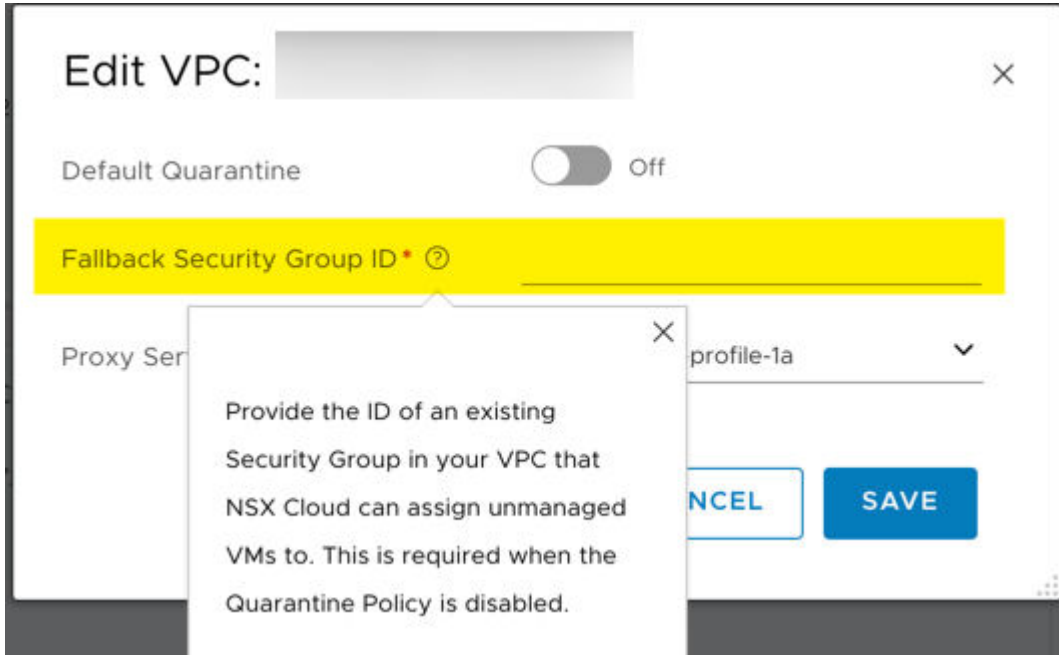 Edit VPC:
Default Quarantine
Off
Fallback Security Group ID*
Proxy Ser
profile-1a
Provide the ID of an existing
Security Group in your VPC that
NSX Cloud can assign unmanaged
VMs to. This is required when the
Quarantine Policy is disabled.
NCEL
SAVE